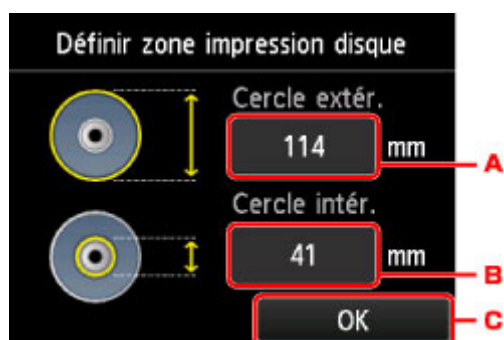 Définir zone impression disque
Cercle extér.
114 mm
A
Cercle intér.
41 mm
B
OK
C